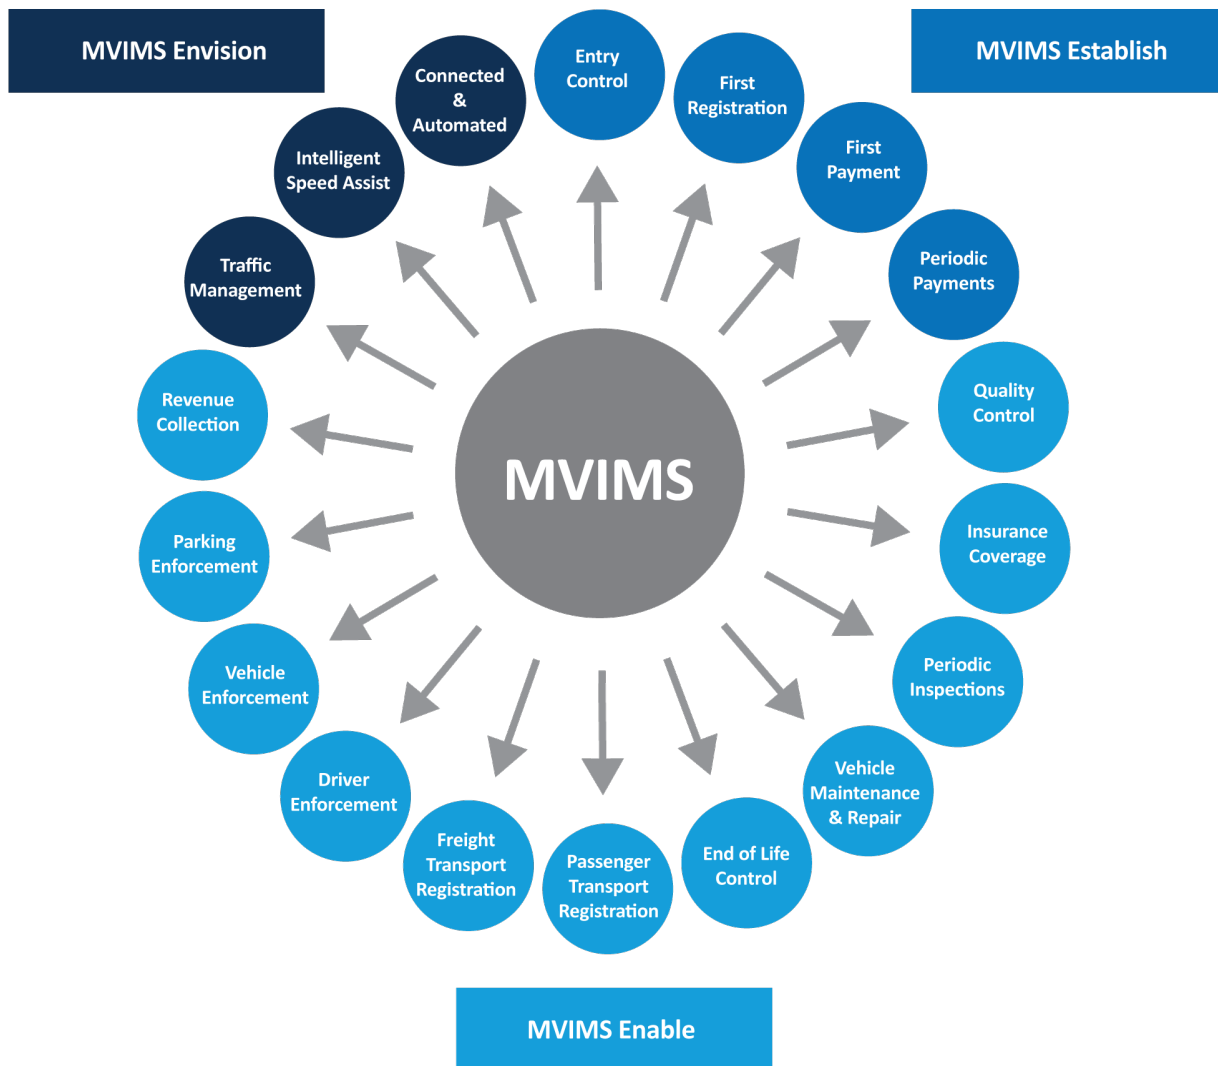 MVIMS Envision
MVIMS Establish
Entry
Control
First
Registration
First
Payment
Periodic
Payments
Quality
Control
Insurance
Coverage
Periodic
Inspections
Vehicle
Maintenance
& Repair
End of Life
Control
Passenger
Transport
Registration
Freight
Transport
Registration
Driver
Enforcement
Vehicle
Enforcement
Parking
Enforcement
Revenue
Collection
Traffic
Management
Intelligent
Speed Assist
Connected
&
Automated
MVIMS
MVIMS Enable